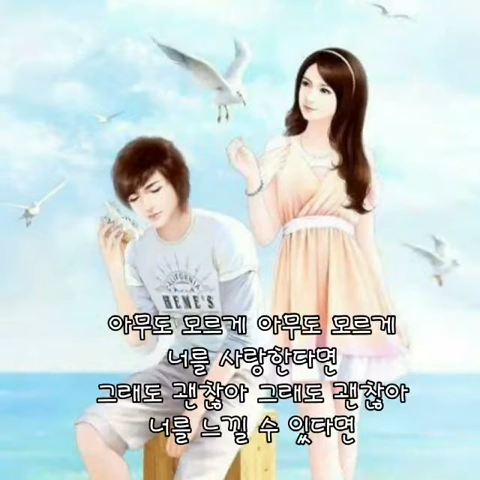 CALIFORNIA
HEME'S
아무도 모르게 아무도 모르게
너를 사랑한다면
그래도 괜찮아 그래도 괜찮아
너를 느낄 수 있다면